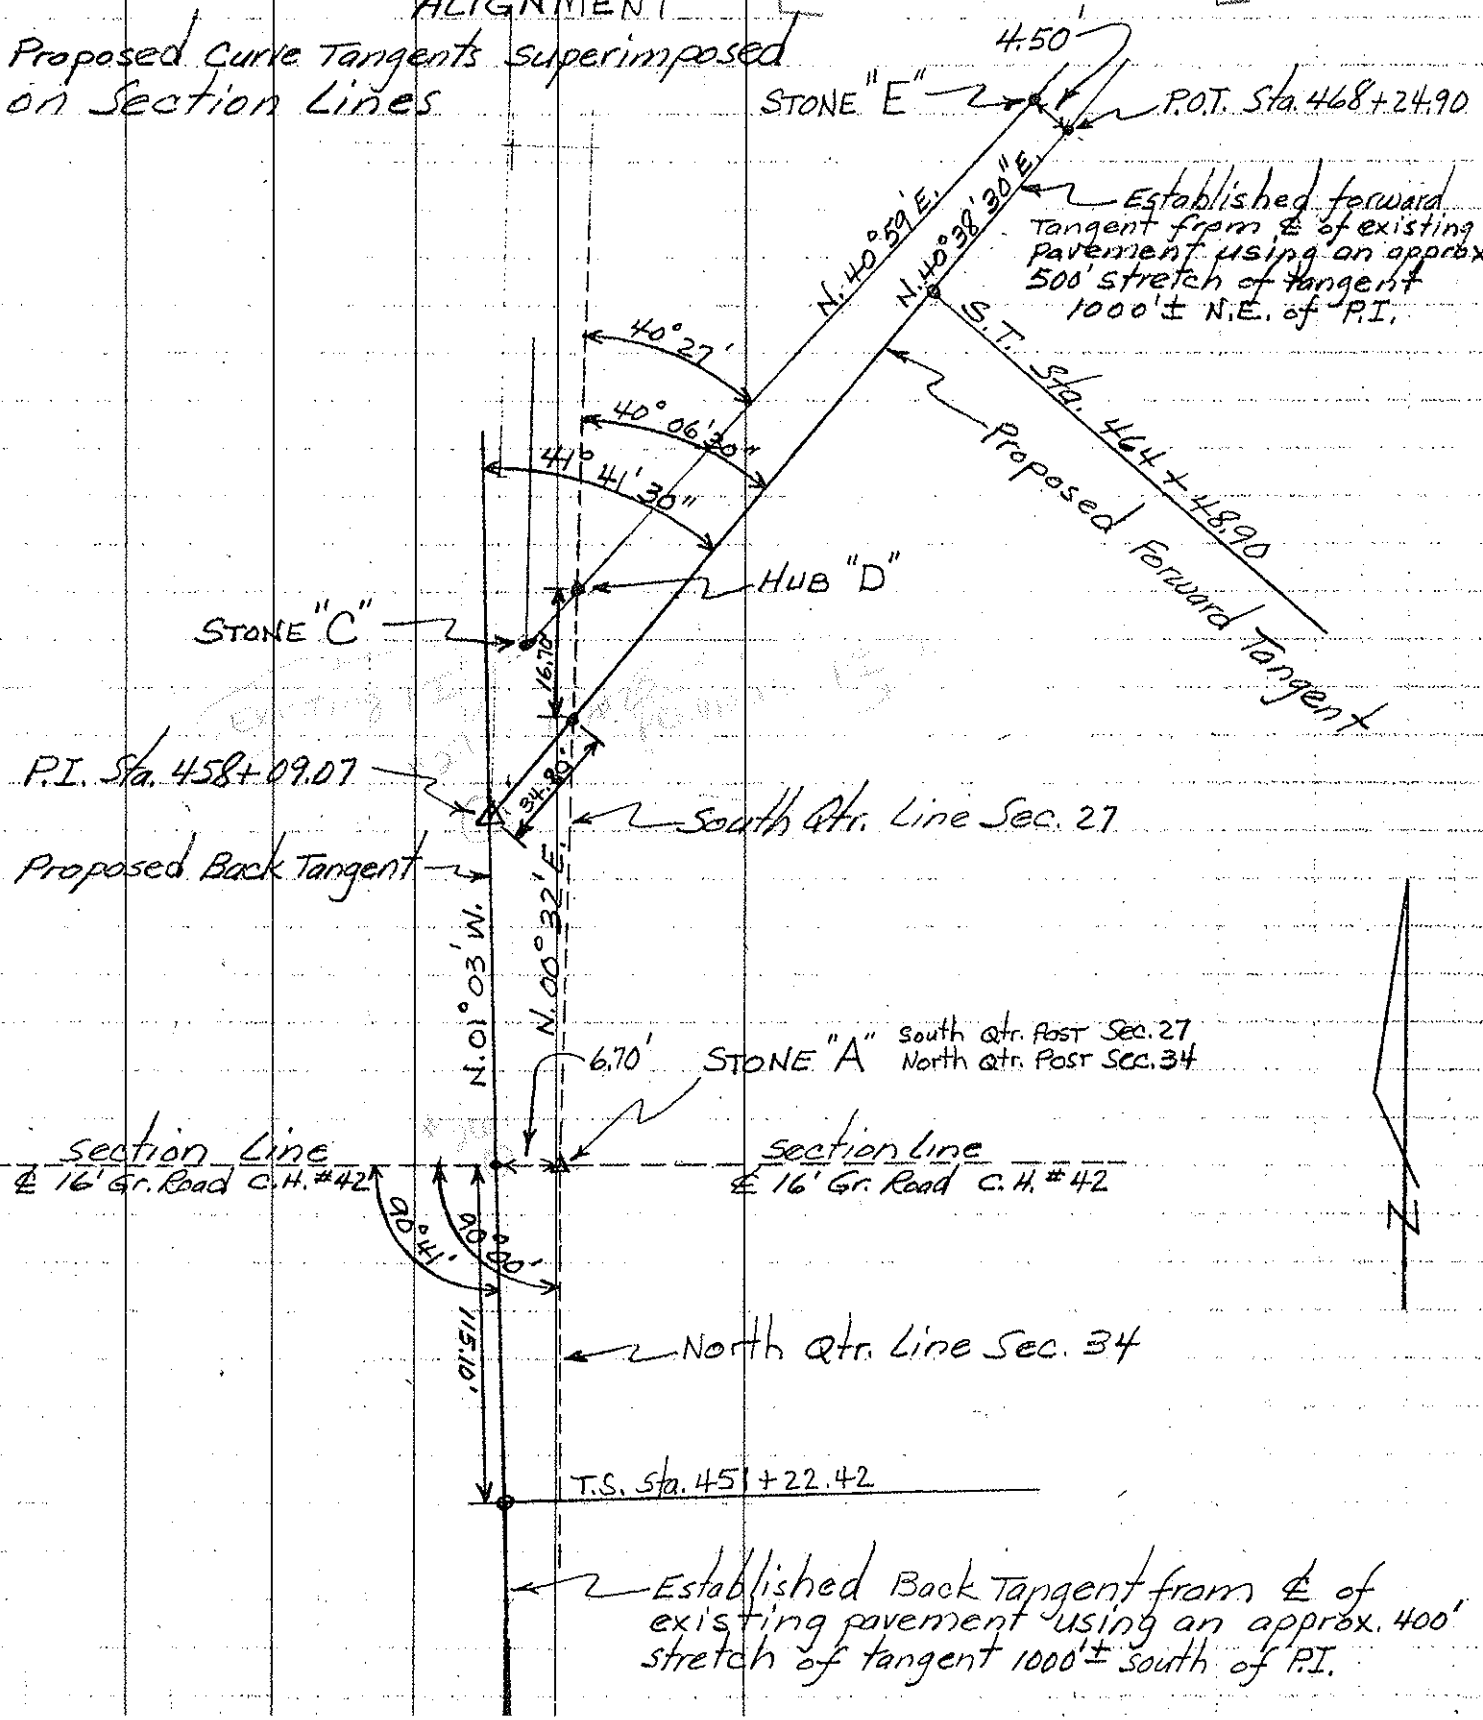 ALIGNMENT
Proposed Curve Tangents superimposed
on Section Lines
4.50'
STONE "E"
P.O.T. Sta. 468+24.90
N. 40° 59' E.
N. 40° 38' 30" E.
Established forward
Tangent from ℄ of existing
pavement using an approx
500' stretch of tangent
1000'± N.E. of P.I.
S.T. Sta. 464+48.90
Proposed Forward Tangent
40° 27'
40° 06' 30"
41° 41' 30"
HUB "D"
STONE "C"
16.70'
P.I. Sta. 458+09.07
34.80'
South Qtr. Line Sec. 27
Proposed Back Tangent
N. 01° 03' W.
N. 00° 32' E.
6.70'
STONE "A"
South Qtr. Post Sec. 27
North Qtr. Post Sec. 34
section Line
℄ 16' Gr. Road C.H. #42
section line
℄ 16' Gr. Road C.H. #42
90° 41'
90° 00'
115.10'
North Qtr. Line Sec. 34
N
T.S. Sta. 451+22.42
Established Back Tangent from ℄ of
existing pavement using an approx. 400'
stretch of tangent 1000'± south of P.I.